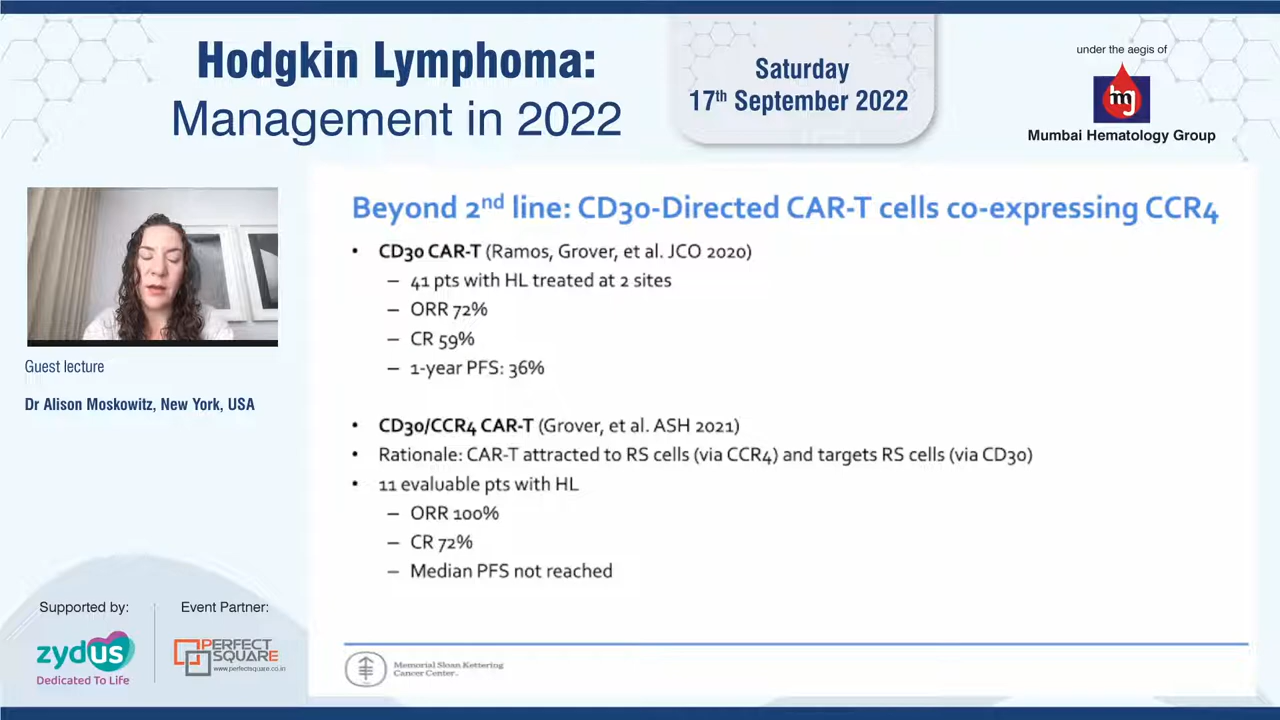 Hodgkin Lymphoma:
Management in 2022
Saturday
17th September 2022
under the aegis of
mg
Mumbai Hematology Group
Guest lecture
Dr Alison Moskowitz, New York, USA
Beyond 2nd line: CD30-Directed CAR-T cells co-expressing CCR4
• CD30 CAR-T (Ramos, Grover, et al. JCO 2020)
– 41 pts with HL treated at 2 sites
– ORR 72%
– CR 59%
– 1-year PFS: 36%
• CD30/CCR4 CAR-T (Grover, et al. ASH 2021)
• Rationale: CAR-T attracted to RS cells (via CCR4) and targets RS cells (via CD30)
• 11 evaluable pts with HL
– ORR 100%
– CR 72%
– Median PFS not reached
Memorial Sloan Kettering
Cancer Center
Supported by:
zydus
Dedicated To Life
Event Partner:
PERFECT
SQUARE
www.perfectsquare.co.in